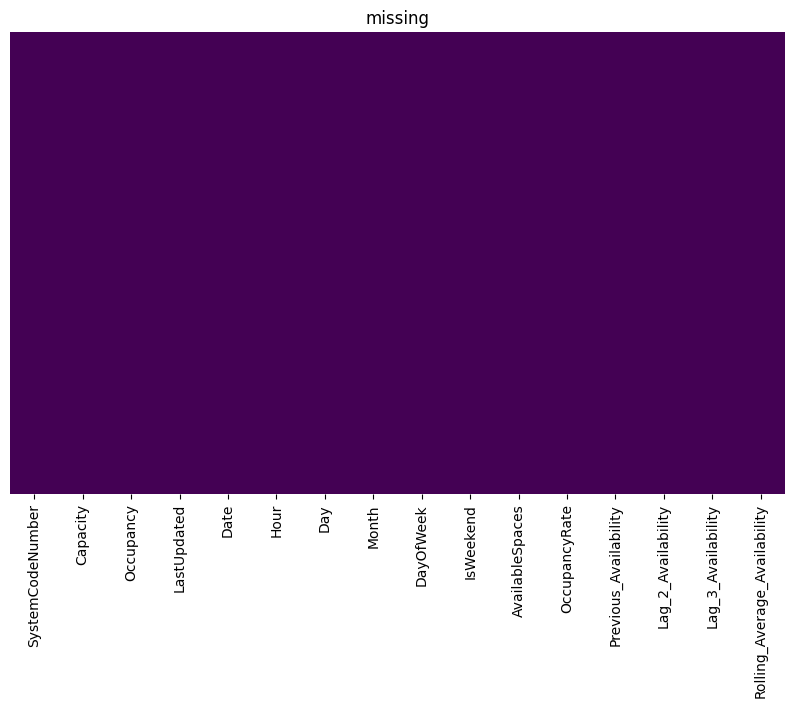 missing
SystemCodeNumber
Capacity
Occupancy
LastUpdated
Date
Hour
Day
Month
DayOfWeek
IsWeekend
AvailableSpaces
OccupancyRate
Previous_Availability
Lag_2_Availability
Lag_3_Availability
Rolling_Average_Availability